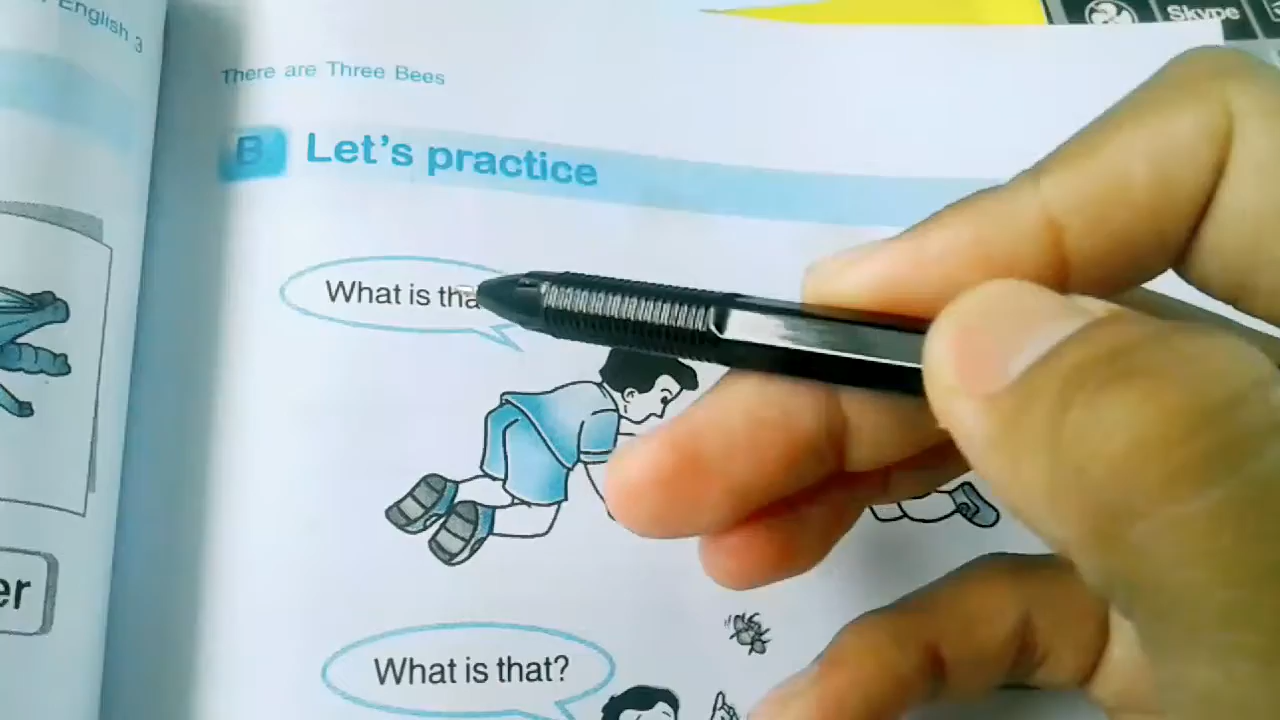 English 3
There are Three Bees
B Let's practice
What is tha
What is that?
er
Skype